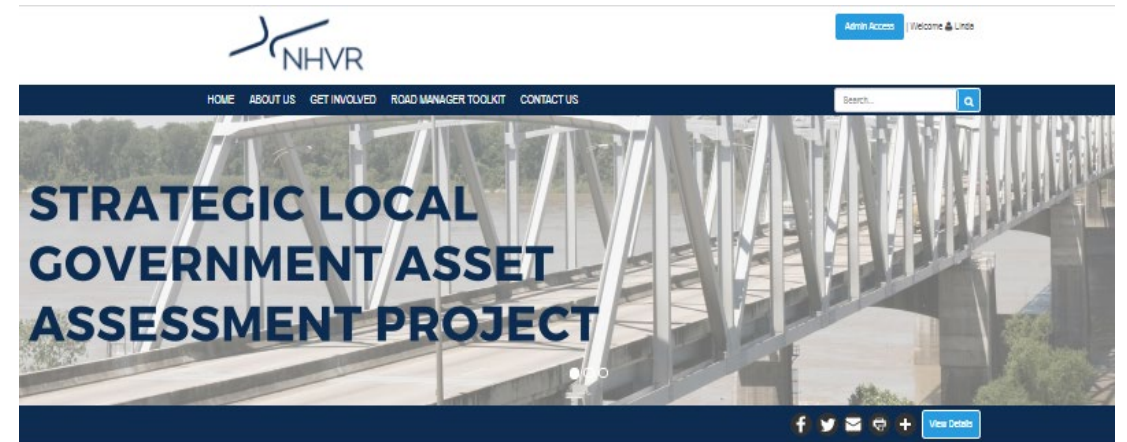 NHVR
Admin Access | Welcome Linda
HOME ABOUT US GET INVOLVED ROAD MANAGER TOOLKIT CONTACT US
Search...
STRATEGIC LOCAL
GOVERNMENT ASSET
ASSESSMENT PROJECT
View Details